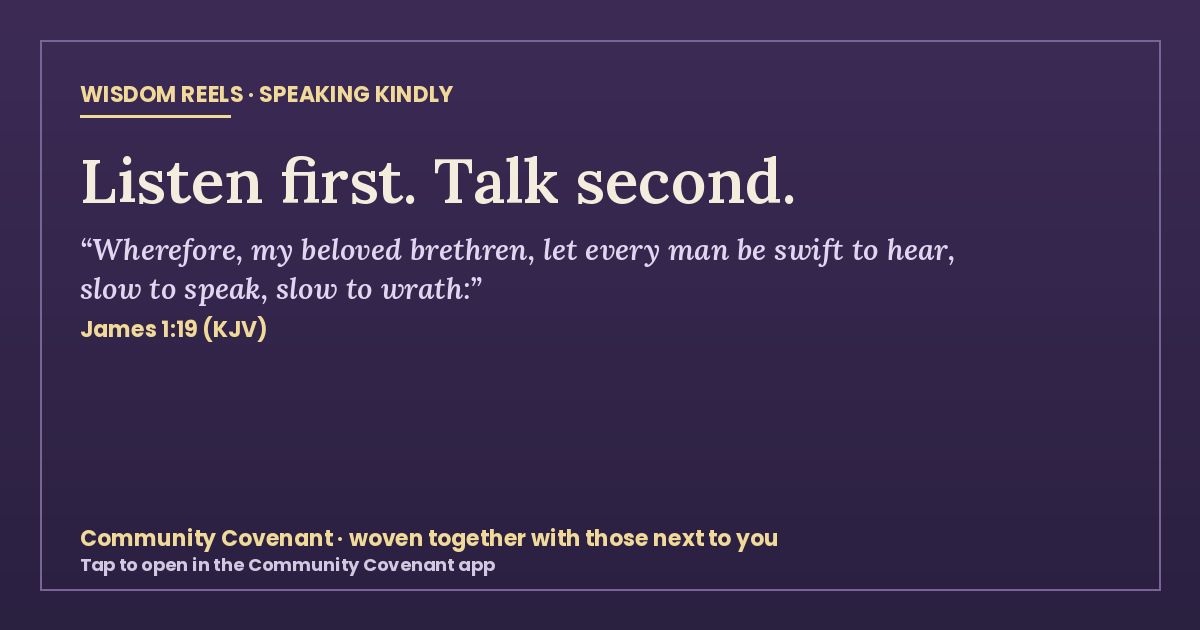 WISDOM REELS · SPEAKING KINDLY
Listen first. Talk second.
“Wherefore, my beloved brethren, let every man be swift to hear,
slow to speak, slow to wrath:”
James 1:19 (KJV)
Community Covenant · woven together with those next to you
Tap to open in the Community Covenant app